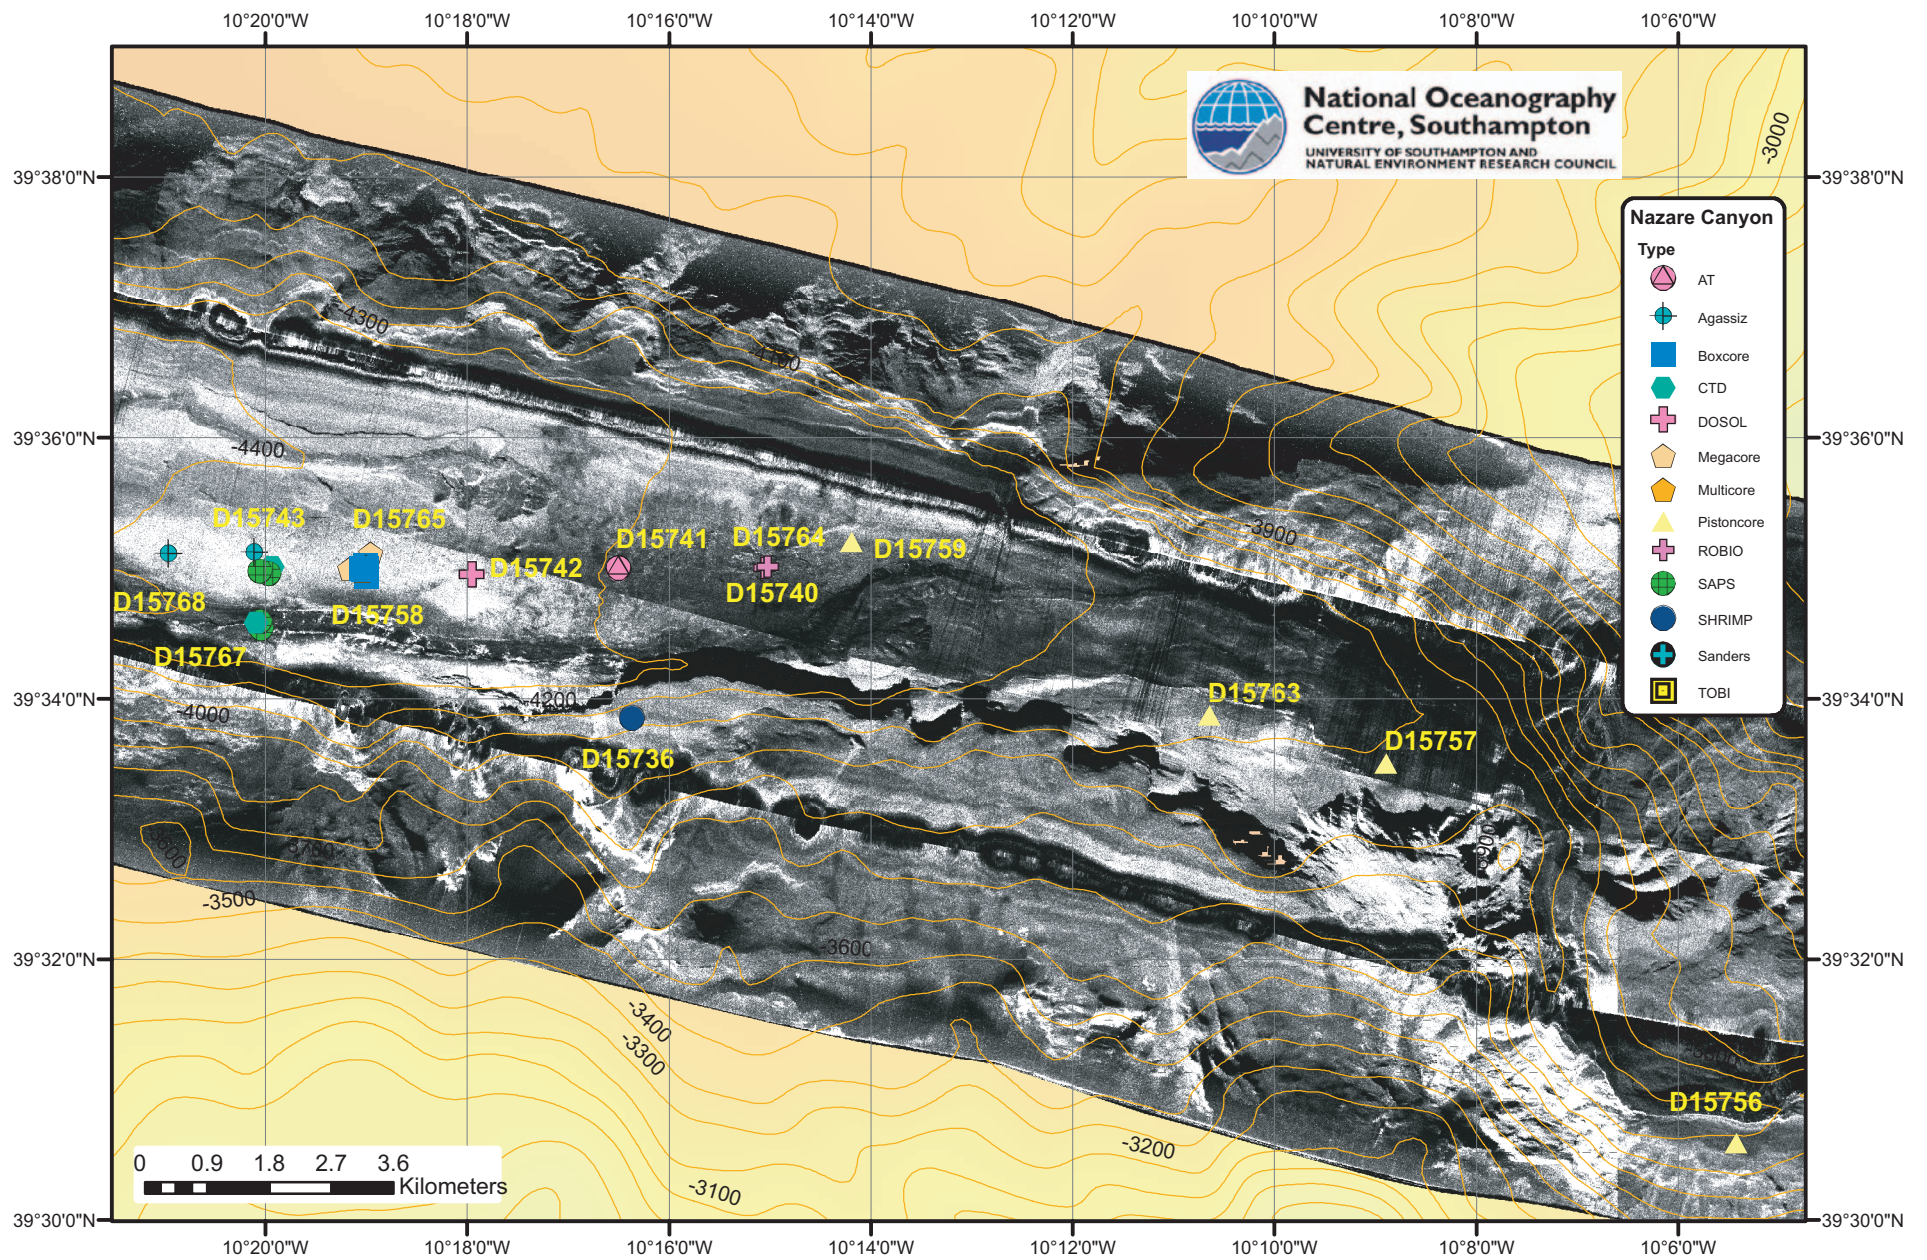 10°20'0"W 10°18'0"W 10°16'0"W 10°14'0"W 10°12'0"W 10°10'0"W 10°8'0"W 10°6'0"W
National Oceanography
Centre, Southampton
UNIVERSITY OF SOUTHAMPTON AND
NATURAL ENVIRONMENT RESEARCH COUNCIL
-3000
39°38'0"N 39°38'0"N
Nazare Canyon
Type
AT
Agassiz
Boxcore
CTD
DOSOL
Megacore
Multicore
Pistoncore
ROBIO
SAPS
SHRIMP
Sanders
TOBI
-4300
-4100
39°36'0"N 39°36'0"N
-4400
-3900
D15743 D15765 D15741 D15764 D15759
D15742
D15768 D15758 D15740
D15767
39°34'0"N 39°34'0"N
-4200
-4000
D15763
D15736 D15757
-3700
-3500
-3600
39°32'0"N 39°32'0"N
-3400
-3300
D15756
-3200
-3100
0 0.9 1.8 2.7 3.6
Kilometers
39°30'0"N 39°30'0"N
10°20'0"W 10°18'0"W 10°16'0"W 10°14'0"W 10°12'0"W 10°10'0"W 10°8'0"W 10°6'0"W